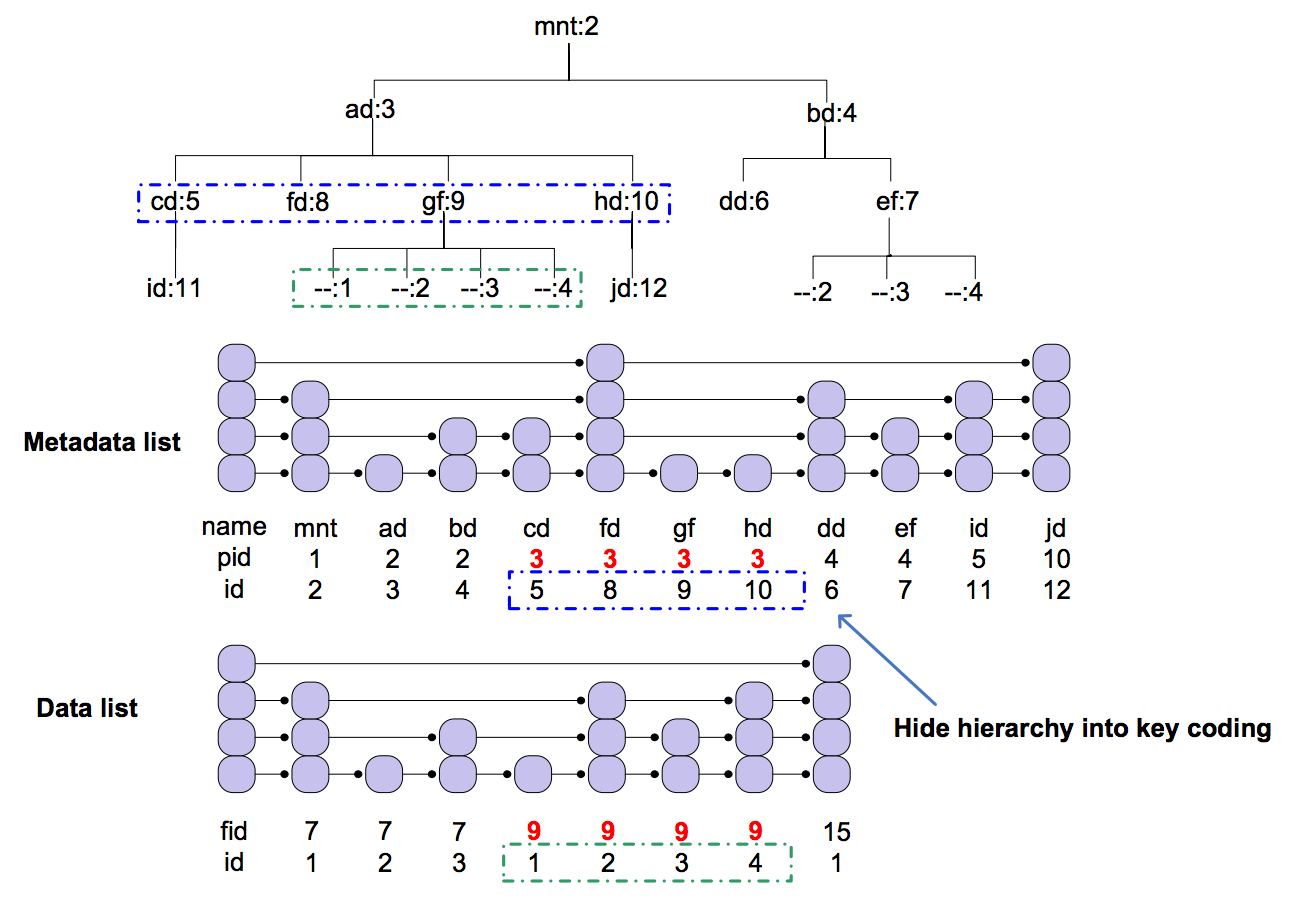 mnt:2
ad:3 bd:4
cd:5 fd:8 gf:9 hd:10 dd:6 ef:7
id:11 --:1 --:2 --:3 --:4 jd:12 --:2 --:3 --:4
Metadata list
name mnt ad bd cd fd gf hd dd ef id jd
pid 1 2 2 3 3 3 3 4 4 5 10
id 2 3 4 5 8 9 10 6 7 11 12
Data list
Hide hierarchy into key coding
fid 7 7 7 9 9 9 9 15
id 1 2 3 1 2 3 4 1